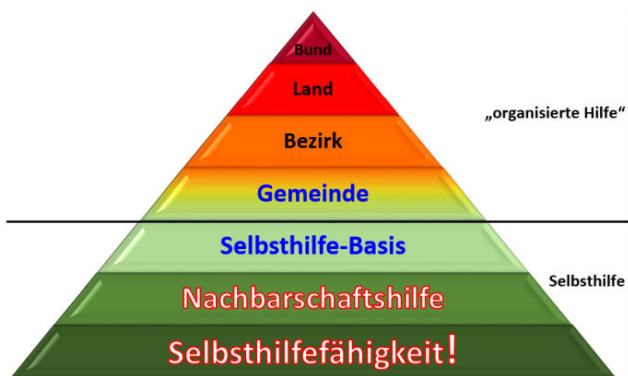 Bund
Land
„organisierte Hilfe“
Bezirk
Gemeinde
Selbsthilfe-Basis
Selbsthilfe
Nachbarschaftshilfe
Selbsthilfefähigkeit!